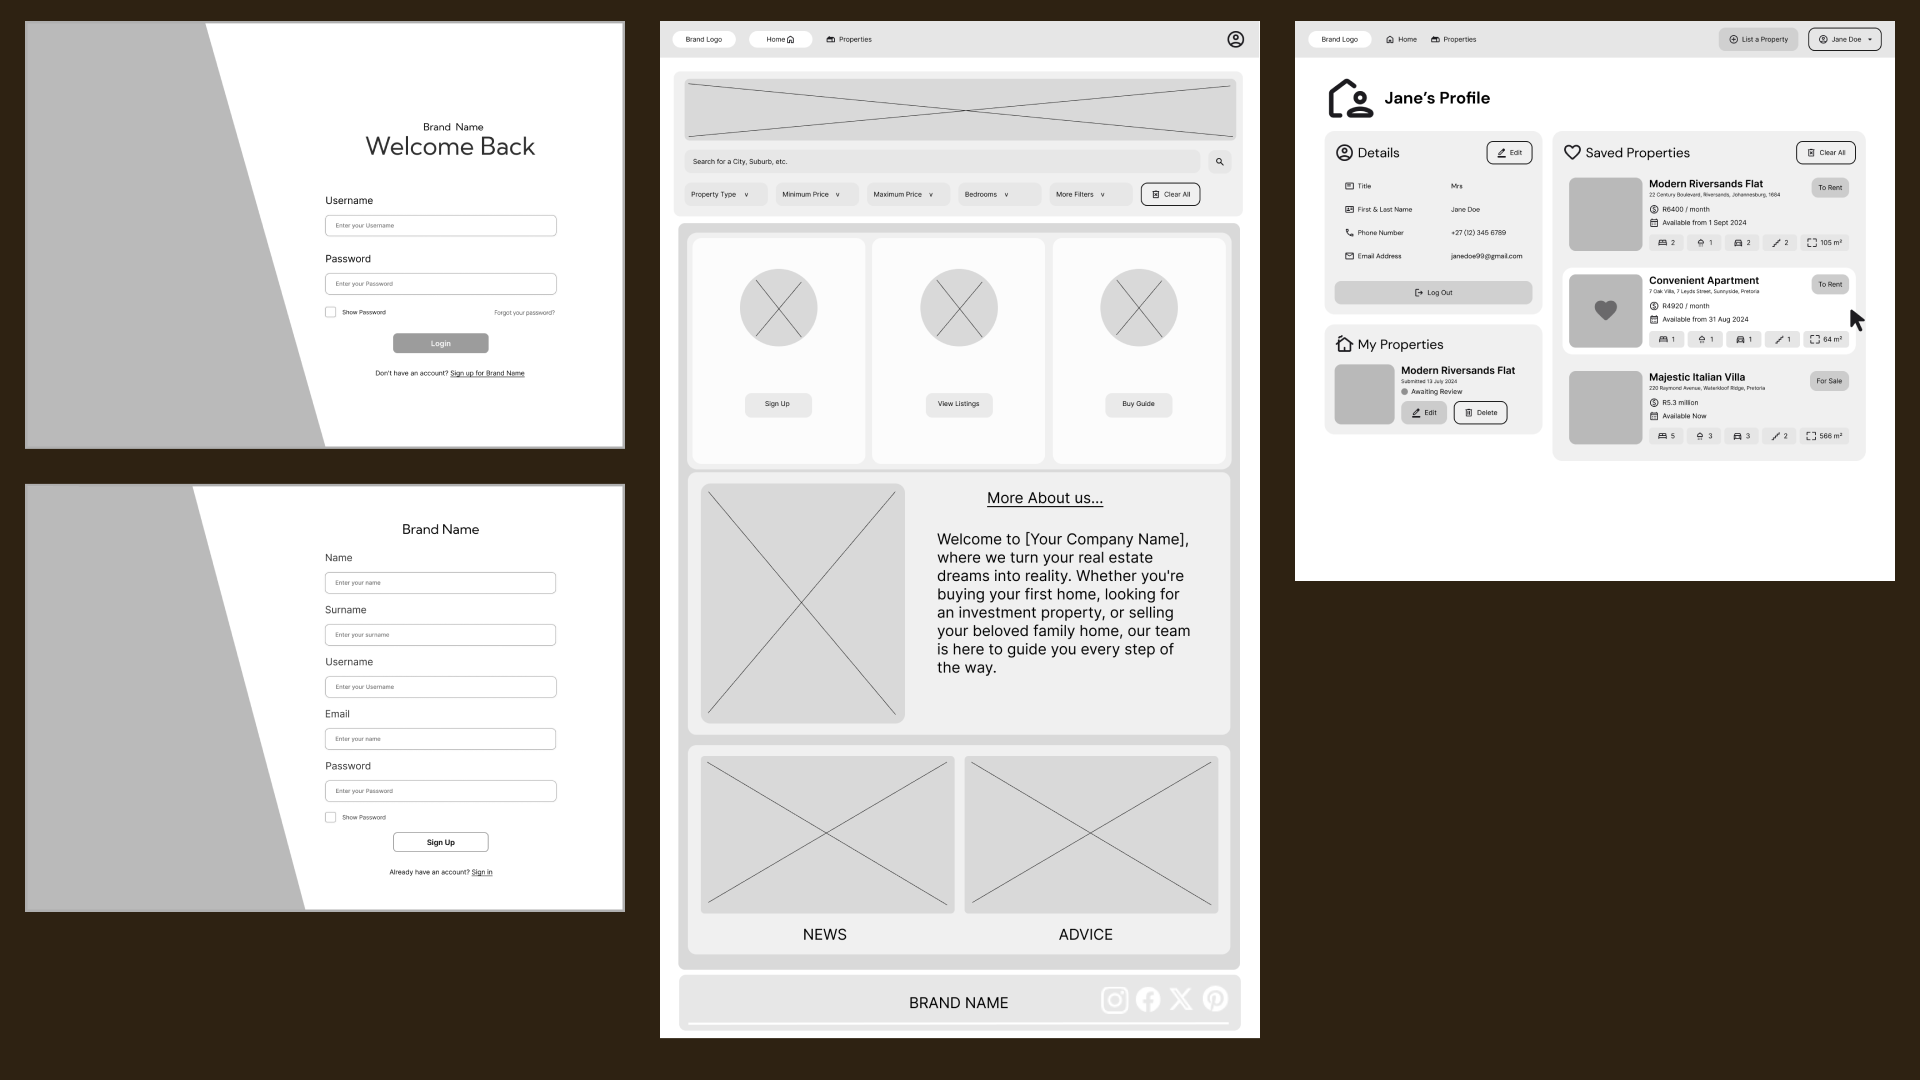 Brand Name
Welcome Back
Username
Enter your Username
Password
Enter your Password
Show Password
Forgot your password?
Login
Don't have an account? Sign up for Brand Name
Brand Name
Name
Enter your name
Surname
Enter your surname
Username
Enter your Username
Email
Enter your name
Password
Enter your Password
Show Password
Sign Up
Already have an account? Sign in
Brand Logo
Home
Properties
Search for a City, Suburb, etc.
Property Type
Minimum Price
Maximum Price
Bedrooms
More Filters
Clear All
Sign Up
View Listings
Buy Guide
More About us...
Welcome to [Your Company Name],
where we turn your real estate
dreams into reality. Whether you're
buying your first home, looking for
an investment property, or selling
your beloved family home, our team
is here to guide you every step of
the way.
NEWS
ADVICE
BRAND NAME
Brand Logo
Home
Properties
List a Property
Jane Doe
Jane's Profile
Details
Edit
Title
Mrs
First & Last Name
Jane Doe
Phone Number
+27 (12) 345 6789
Email Address
janedoe99@gmail.com
Log Out
My Properties
Modern Riversands Flat
Submitted 13 July 2024
Awaiting Review
Edit
Delete
Saved Properties
Clear All
Modern Riversands Flat
To Rent
22 Century Boulevard, Riversands, Johannesburg, 1684
R6400 / month
Available from 1 Sept 2024
2
1
2
2
105 m²
Convenient Apartment
To Rent
7 Oak Villa, 7 Leyds Street, Sunnyside, Pretoria
R4920 / month
Available from 31 Aug 2024
1
1
1
1
64 m²
Majestic Italian Villa
For Sale
220 Raymond Avenue, Waterkloof Ridge, Pretoria
R5.3 million
Available Now
5
3
3
2
566 m²